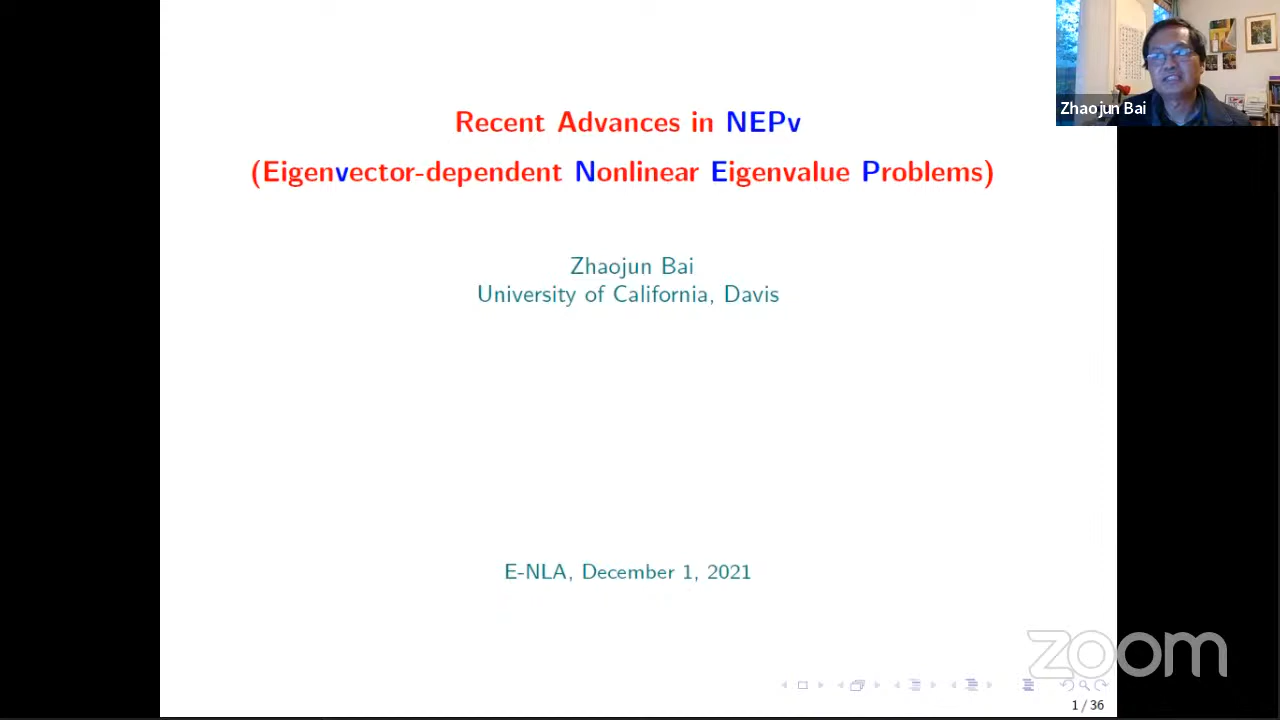 Recent Advances in NEPv
(Eigenvector-dependent Nonlinear Eigenvalue Problems)
Zhaojun Bai
University of California, Davis
E-NLA, December 1, 2021
Zhaojun Bai
zoom
1 / 36